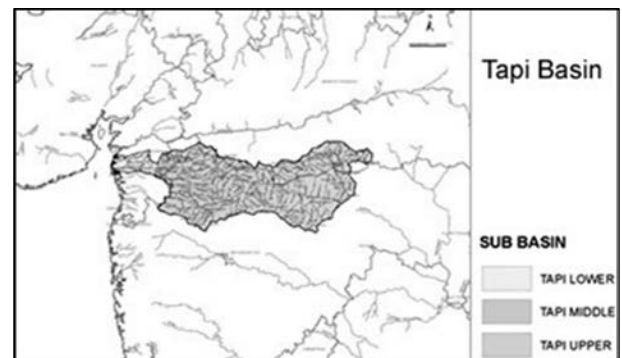 Tapi Basin
SUB BASIN
TAPI LOWER
TAPI MIDDLE
TAPI UPPER